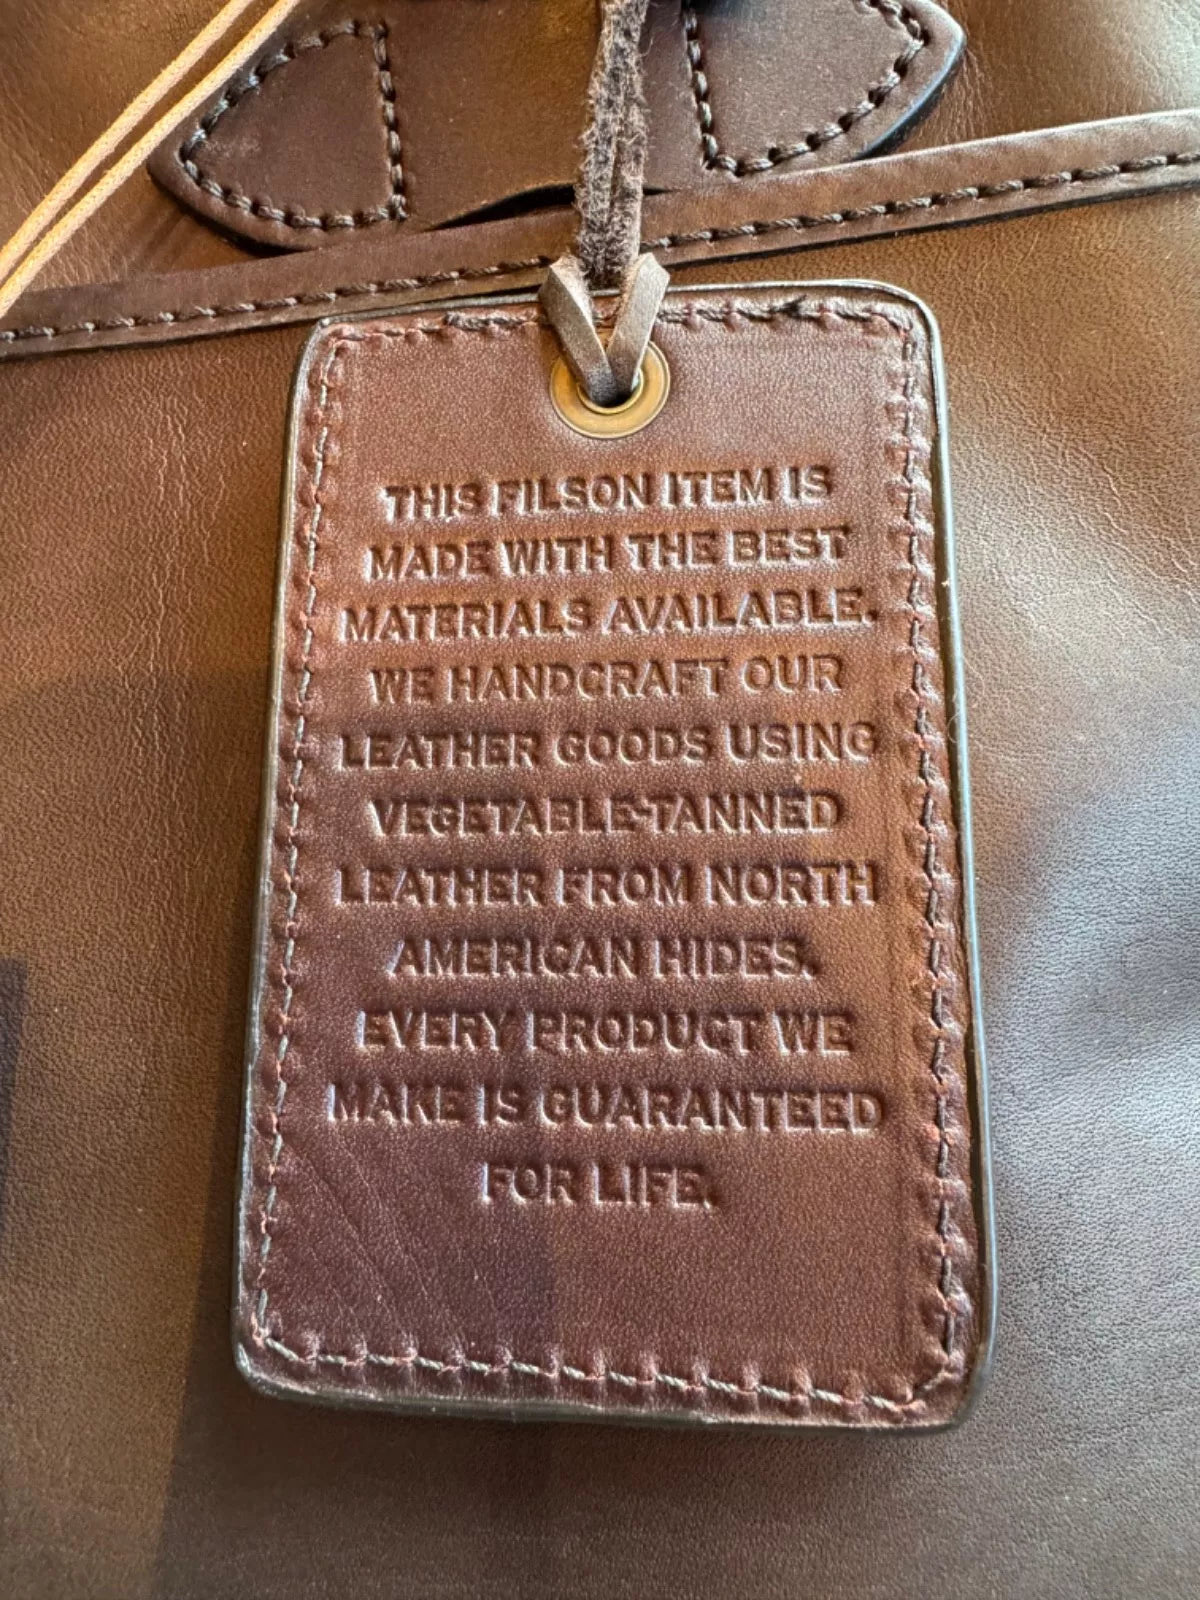 THIS FILSON ITEM IS
MADE WITH THE BEST
MATERIALS AVAILABLE.
WE HANDCRAFT OUR
LEATHER GOODS USING
VEGETABLE-TANNED
LEATHER FROM NORTH
AMERICAN HIDES.
EVERY PRODUCT WE
MAKE IS GUARANTEED
FOR LIFE.